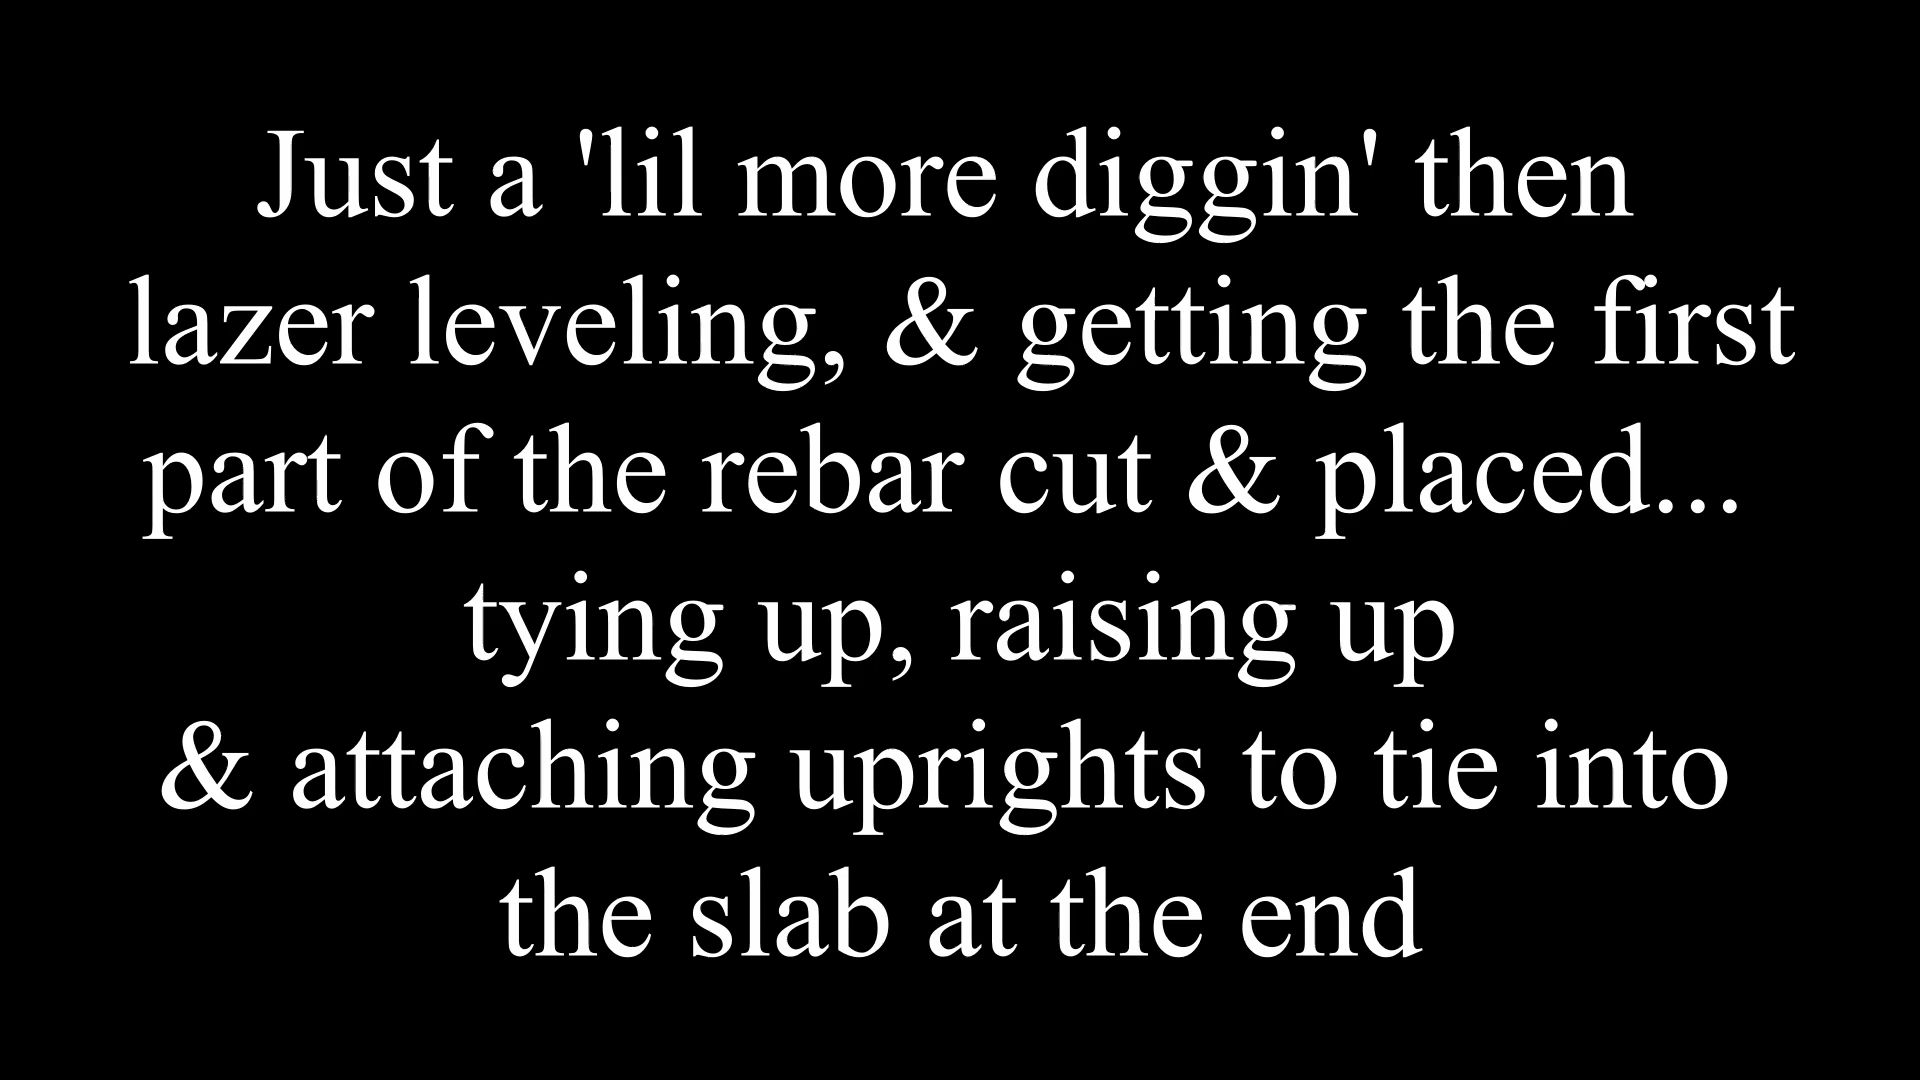 Just a 'lil more diggin' then
lazer leveling, & getting the first
part of the rebar cut & placed...
tying up, raising up
& attaching uprights to tie into
the slab at the end